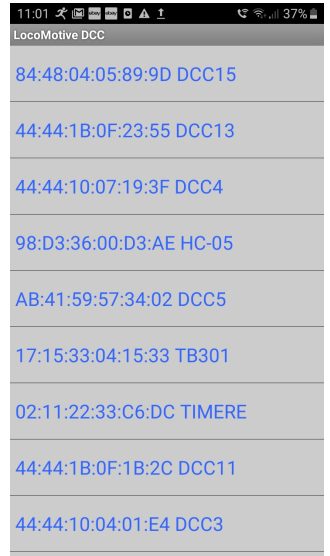 11:01 37%
LocoMotive DCC
84:48:04:05:89:9D DCC15
44:44:1B:0F:23:55 DCC13
44:44:10:07:19:3F DCC4
98:D3:36:00:D3:AE HC-05
AB:41:59:57:34:02 DCC5
17:15:33:04:15:33 TB301
02:11:22:33:C6:DC TIMERE
44:44:1B:0F:1B:2C DCC11
44:44:10:04:01:E4 DCC3